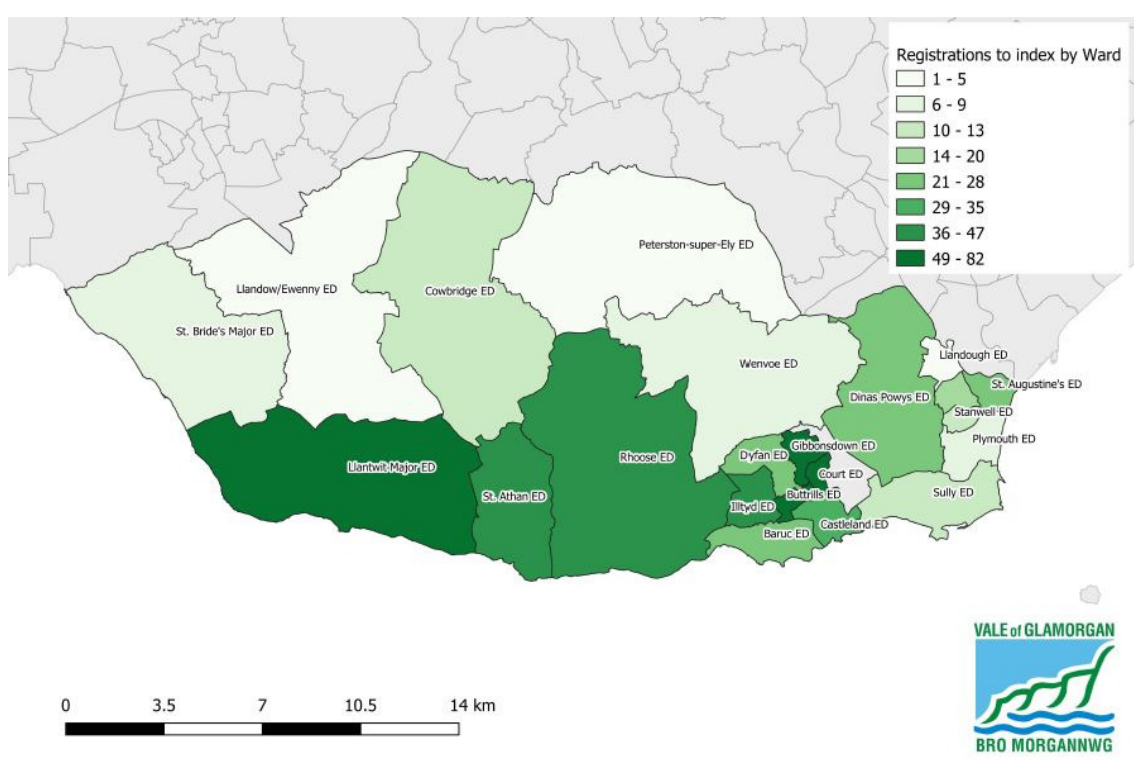 Registrations to index by Ward
1 - 5
6 - 9
10 - 13
14 - 20
21 - 28
29 - 35
36 - 47
49 - 82
Peterston-super-Ely ED
Llandow/Ewenny ED
Cowbridge ED
St. Bride's Major ED
Llandough ED
Wenvoe ED
St. Augustine's ED
Dinas Powys ED
Stanwell ED
Plymouth ED
Gibbonsdown ED
Dyfan ED
Rhoose ED
Llantwit Major ED
Court ED
St. Athan ED
Buttrills ED
Sully ED
Illtyd ED
Castleland ED
Baruc ED
0 3.5 7 10.5 14 km
VALE of GLAMORGAN
BRO MORGANNWG